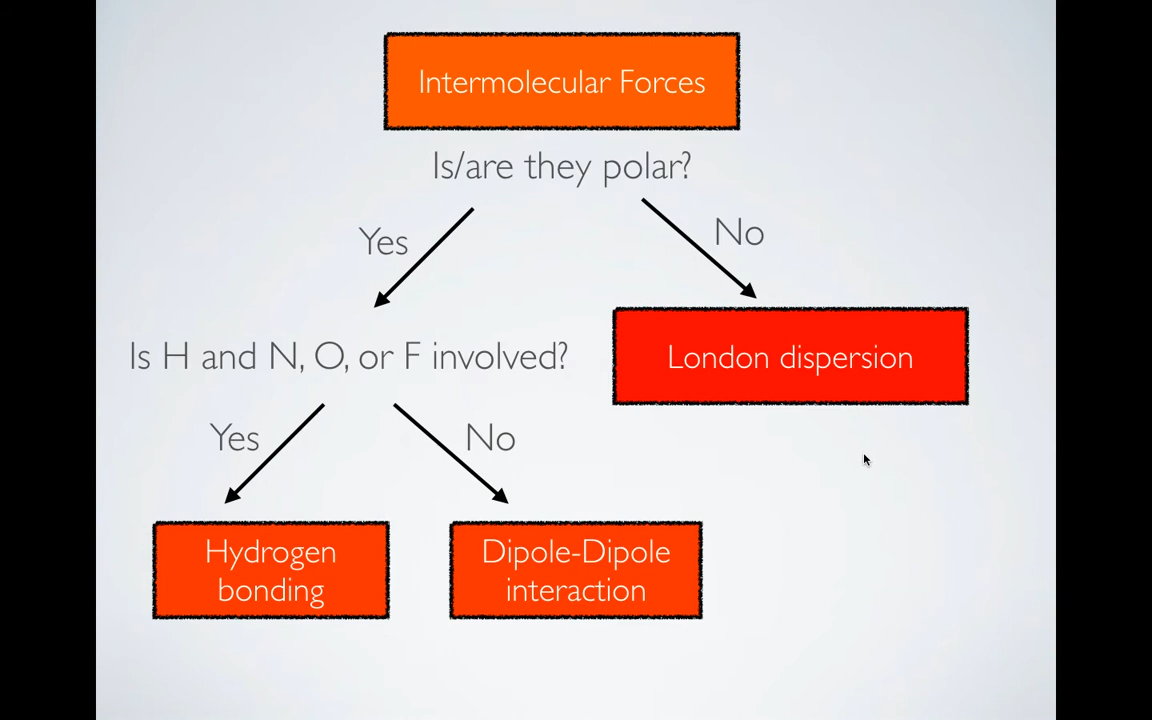 Intermolecular Forces
Is/are they polar?
Yes
No
Is H and N, O, or F involved?
London dispersion
Yes
No
Hydrogen
bonding
Dipole-Dipole
interaction